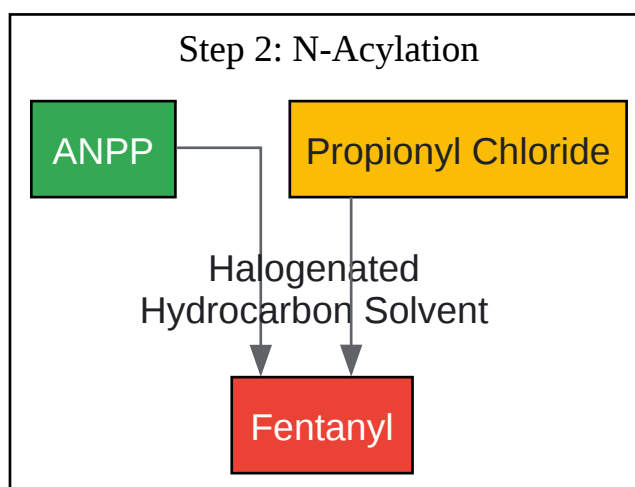 Step 2: N-Acylation
ANPP
Propionyl Chloride
Halogenated
Hydrocarbon Solvent
Fentanyl